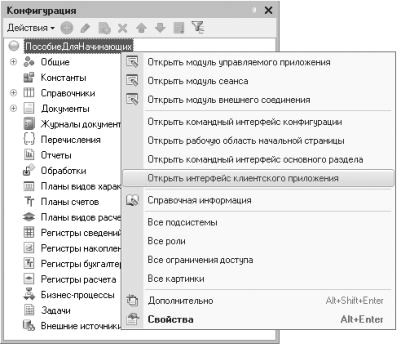 Конфигурация
Действия
ПособиеДляНачинающих
Общие
Константы
Справочники
Документы
Журналы документ
Перечисления
Отчеты
Обработки
Планы видов харак
Планы счетов
Планы видов расче
Регистры сведений
Регистры накоплен
Регистры бухгалтер
Регистры расчета
Бизнес-процессы
Задачи
Внешние источники
Открыть модуль управляемого приложения
Открыть модуль сеанса
Открыть модуль внешнего соединения
Открыть командный интерфейс конфигурации
Открыть рабочую область начальной страницы
Открыть командный интерфейс основного раздела
Открыть интерфейс клиентского приложения
Справочная информация
Все подсистемы
Все роли
Все ограничения доступа
Все картинки
Дополнительно Alt+Shift+Enter
Свойства Alt+Enter